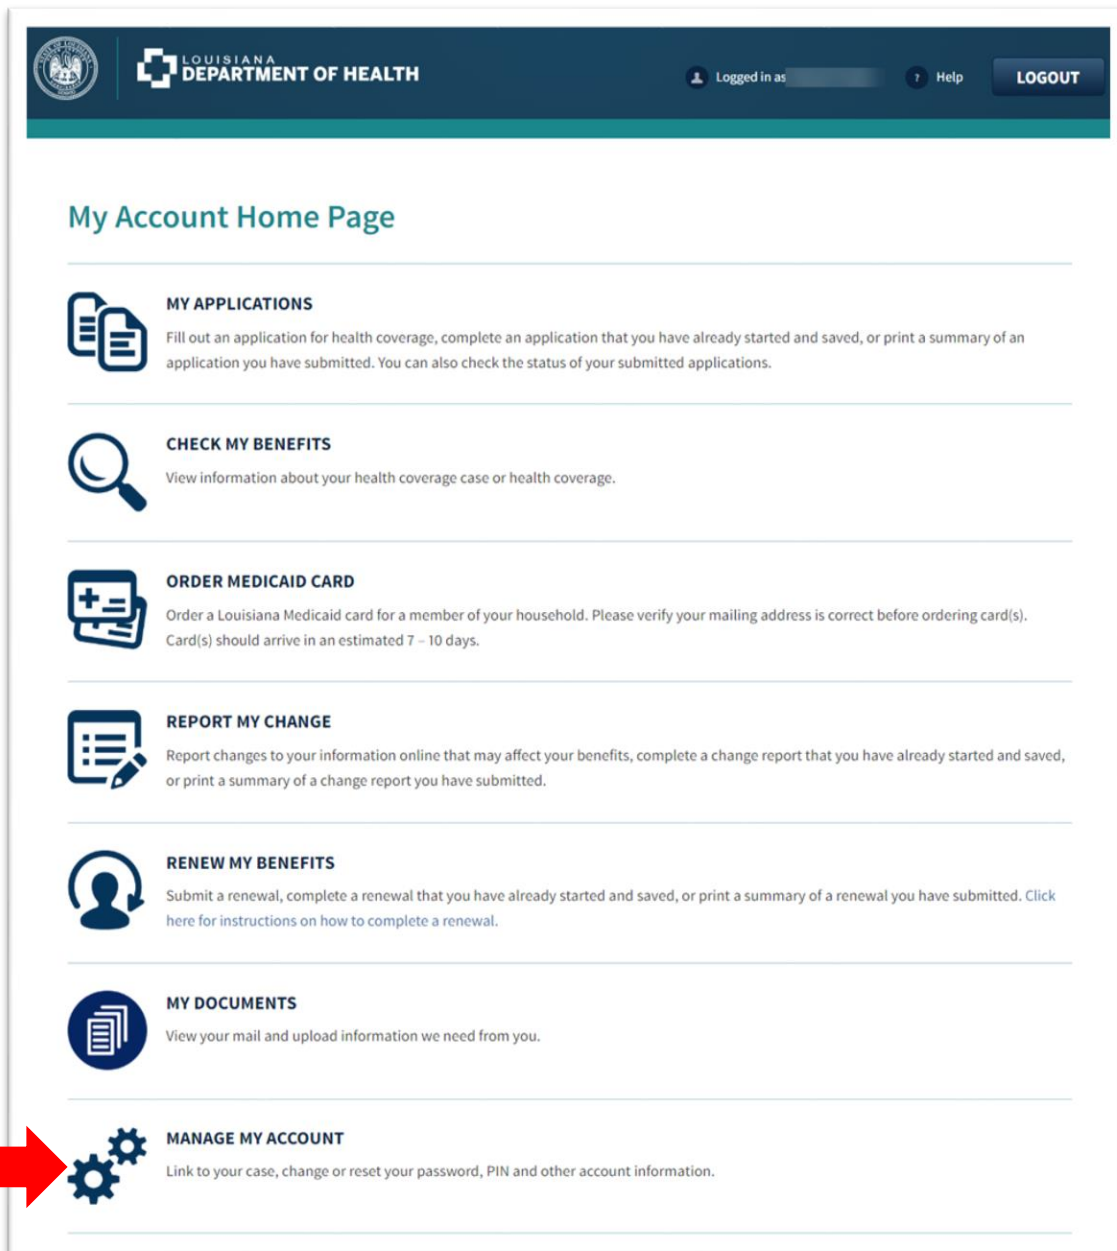 LOUISIANA
DEPARTMENT OF HEALTH
Logged in as
? Help
LOGOUT
My Account Home Page
MY APPLICATIONS
Fill out an application for health coverage, complete an application that you have already started and saved, or print a summary of an
application you have submitted. You can also check the status of your submitted applications.
CHECK MY BENEFITS
View information about your health coverage case or health coverage.
ORDER MEDICAID CARD
Order a Louisiana Medicaid card for a member of your household. Please verify your mailing address is correct before ordering card(s).
Card(s) should arrive in an estimated 7 – 10 days.
REPORT MY CHANGE
Report changes to your information online that may affect your benefits, complete a change report that you have already started and saved,
or print a summary of a change report you have submitted.
RENEW MY BENEFITS
Submit a renewal, complete a renewal that you have already started and saved, or print a summary of a renewal you have submitted. Click
here for instructions on how to complete a renewal.
MY DOCUMENTS
View your mail and upload information we need from you.
MANAGE MY ACCOUNT
Link to your case, change or reset your password, PIN and other account information.